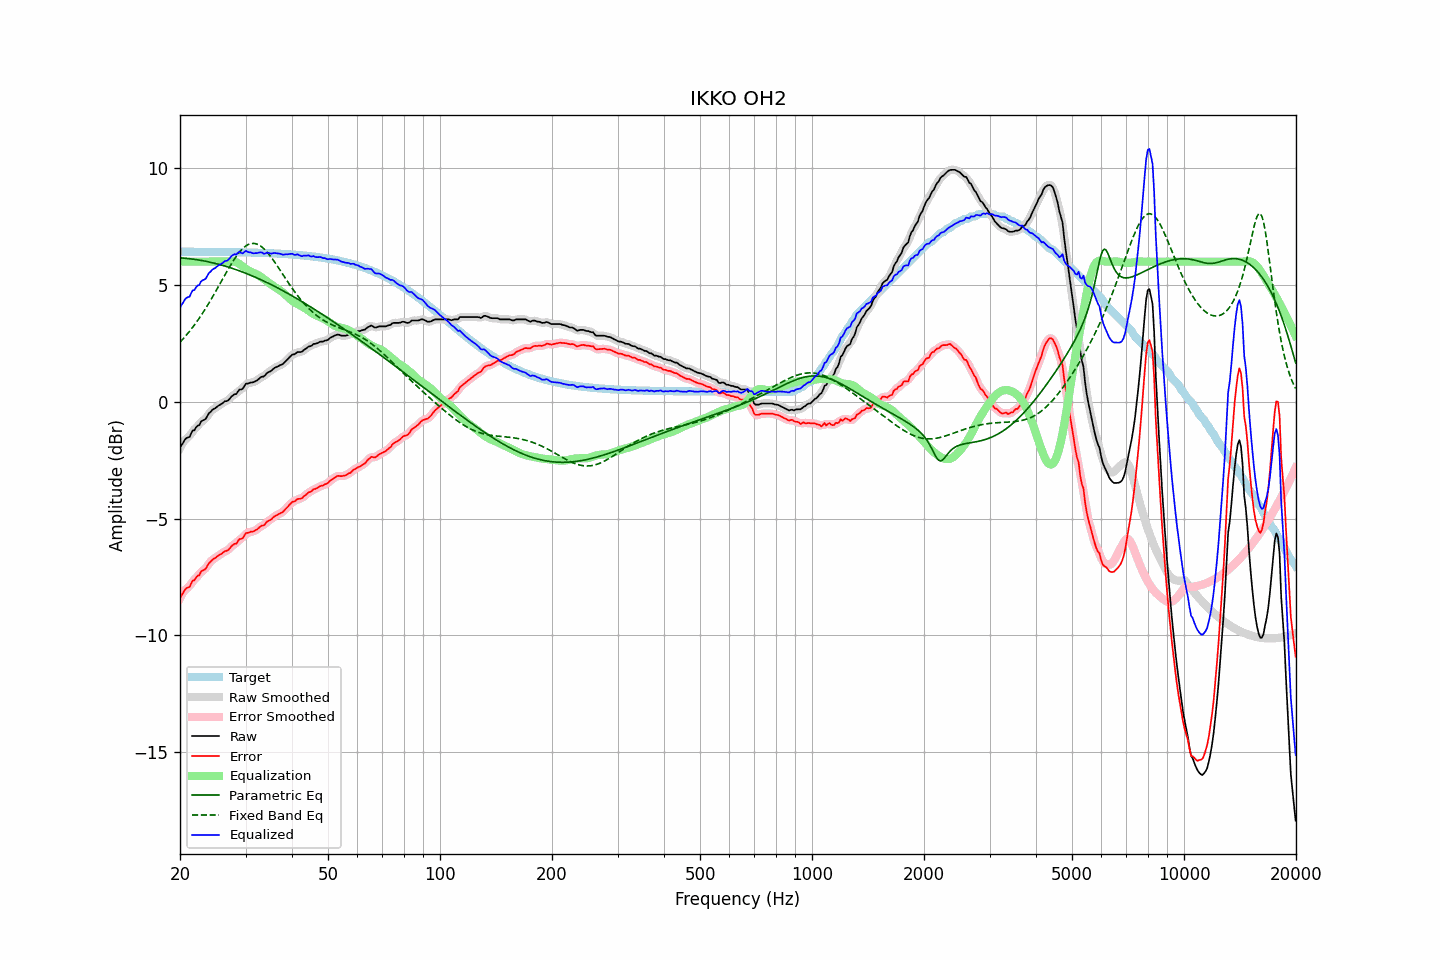 IKKO OH2
Amplitude (dBr)
10
5
0
−5
−10
−15
Target
Raw Smoothed
Error Smoothed
Raw
Error
Equalization
Parametric Eq
Fixed Band Eq
Equalized
20 50 100 200 500 1000 2000 5000 10000 20000
Frequency (Hz)